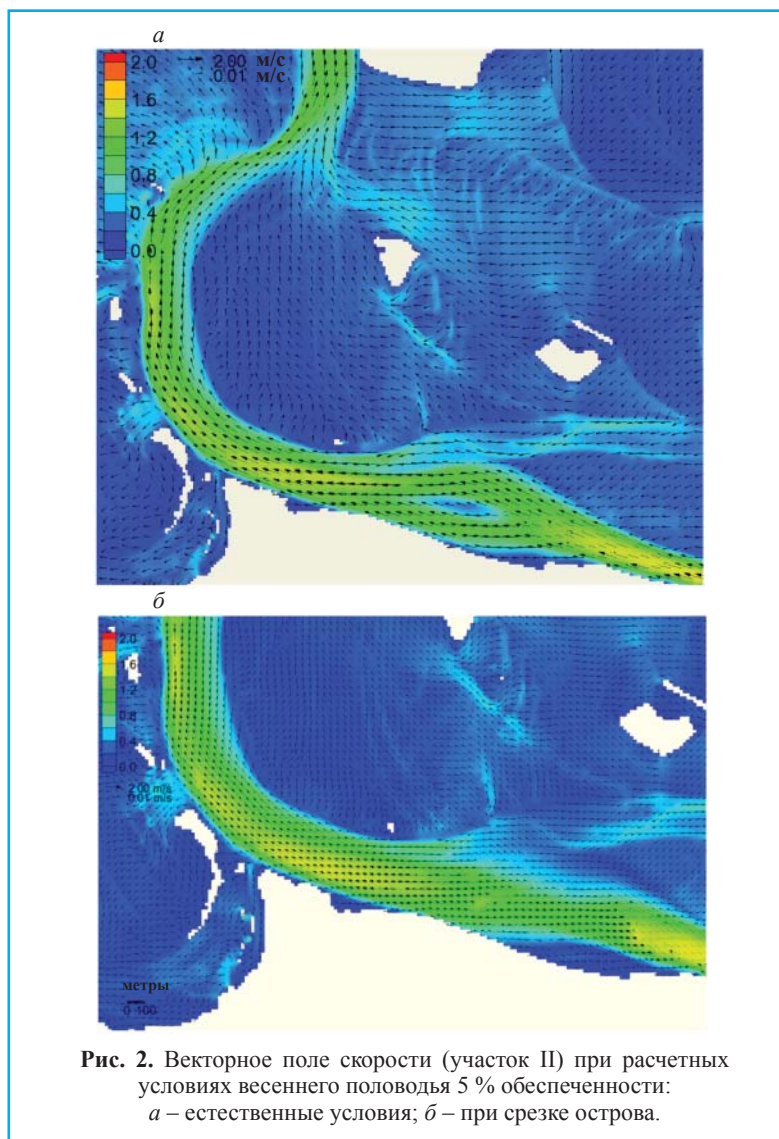 а
2.0
1.6
1.2
0.8
0.4
0.0
2.00 м/с
0.01 м/с
б
2.0
1.6
1.2
0.8
0.4
0.0
2.00 m/s
0.01 m/s
метры
0 100
Рис. 2. Векторное поле скорости (участок II) при расчетных
условиях весеннего половодья 5 % обеспеченности:
а – естественные условия; б – при срезке острова.